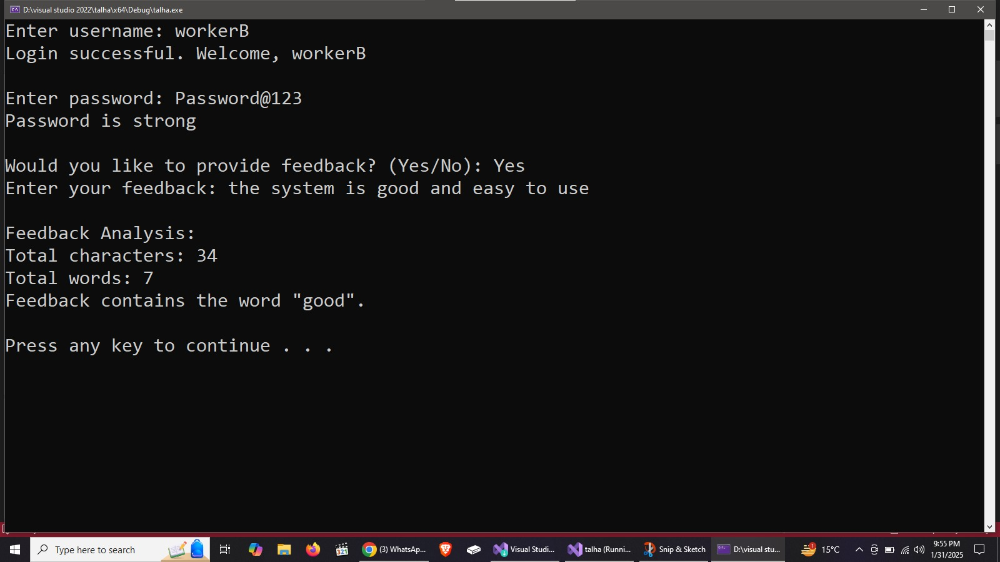 D:\visual studio 2022\talha\x64\Debug\talha.exe
Enter username: workerB
Login successful. Welcome, workerB
Enter password: Password@123
Password is strong
Would you like to provide feedback? (Yes/No): Yes
Enter your feedback: the system is good and easy to use
Feedback Analysis:
Total characters: 34
Total words: 7
Feedback contains the word "good".
Press any key to continue . . .
Type here to search
321
(3) WhatsAp...
Visual Studi...
talha (Runni...
Snip & Sketch
D:\visual stu...
1
15°C
9:55 PM
1/31/2025